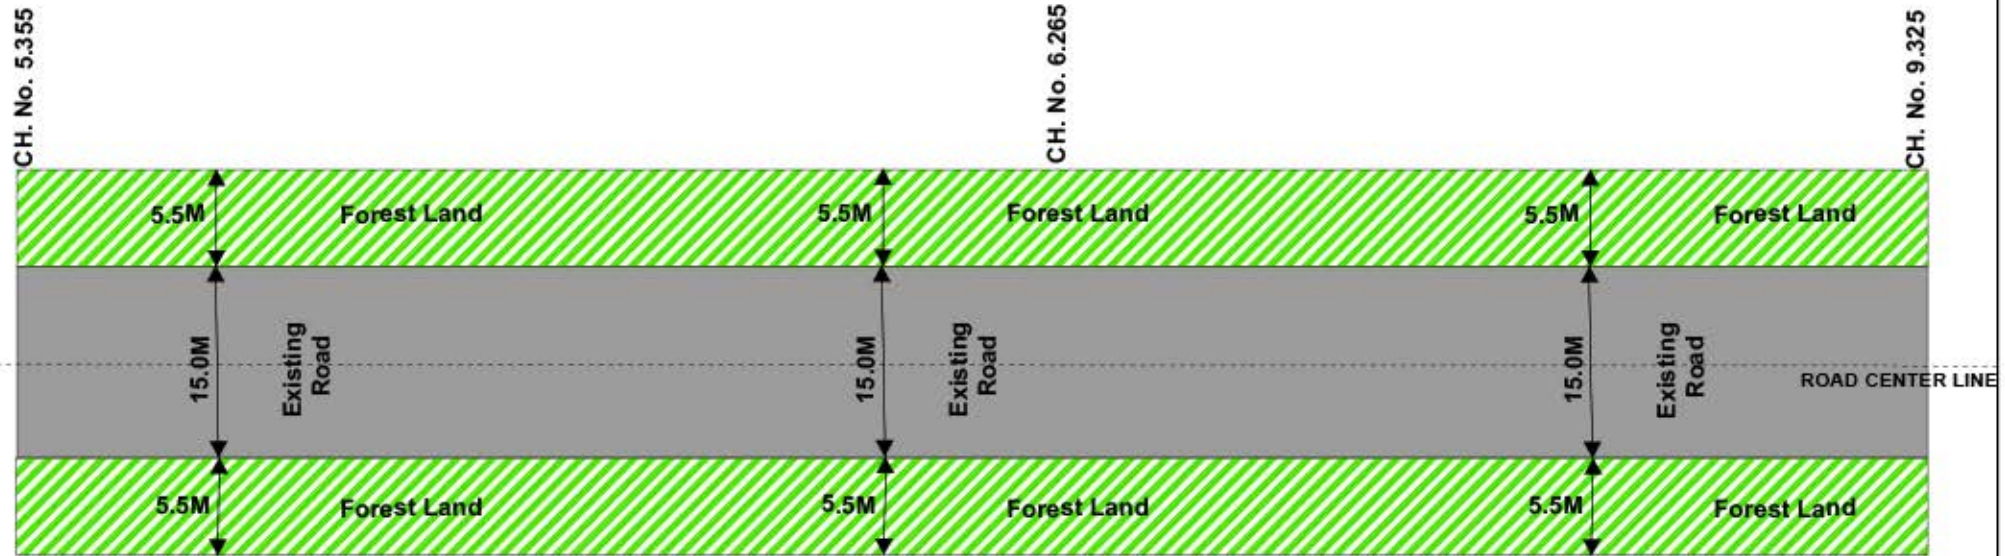 CH. No. 5.355
CH. No. 6.265
CH. No. 9.325
5.5M Forest Land 5.5M Forest Land 5.5M Forest Land
15.0M
Existing
Road
15.0M
Existing
Road
15.0M
Existing
Road
ROAD CENTER LINE
5.5M Forest Land 5.5M Forest Land 5.5M Forest Land